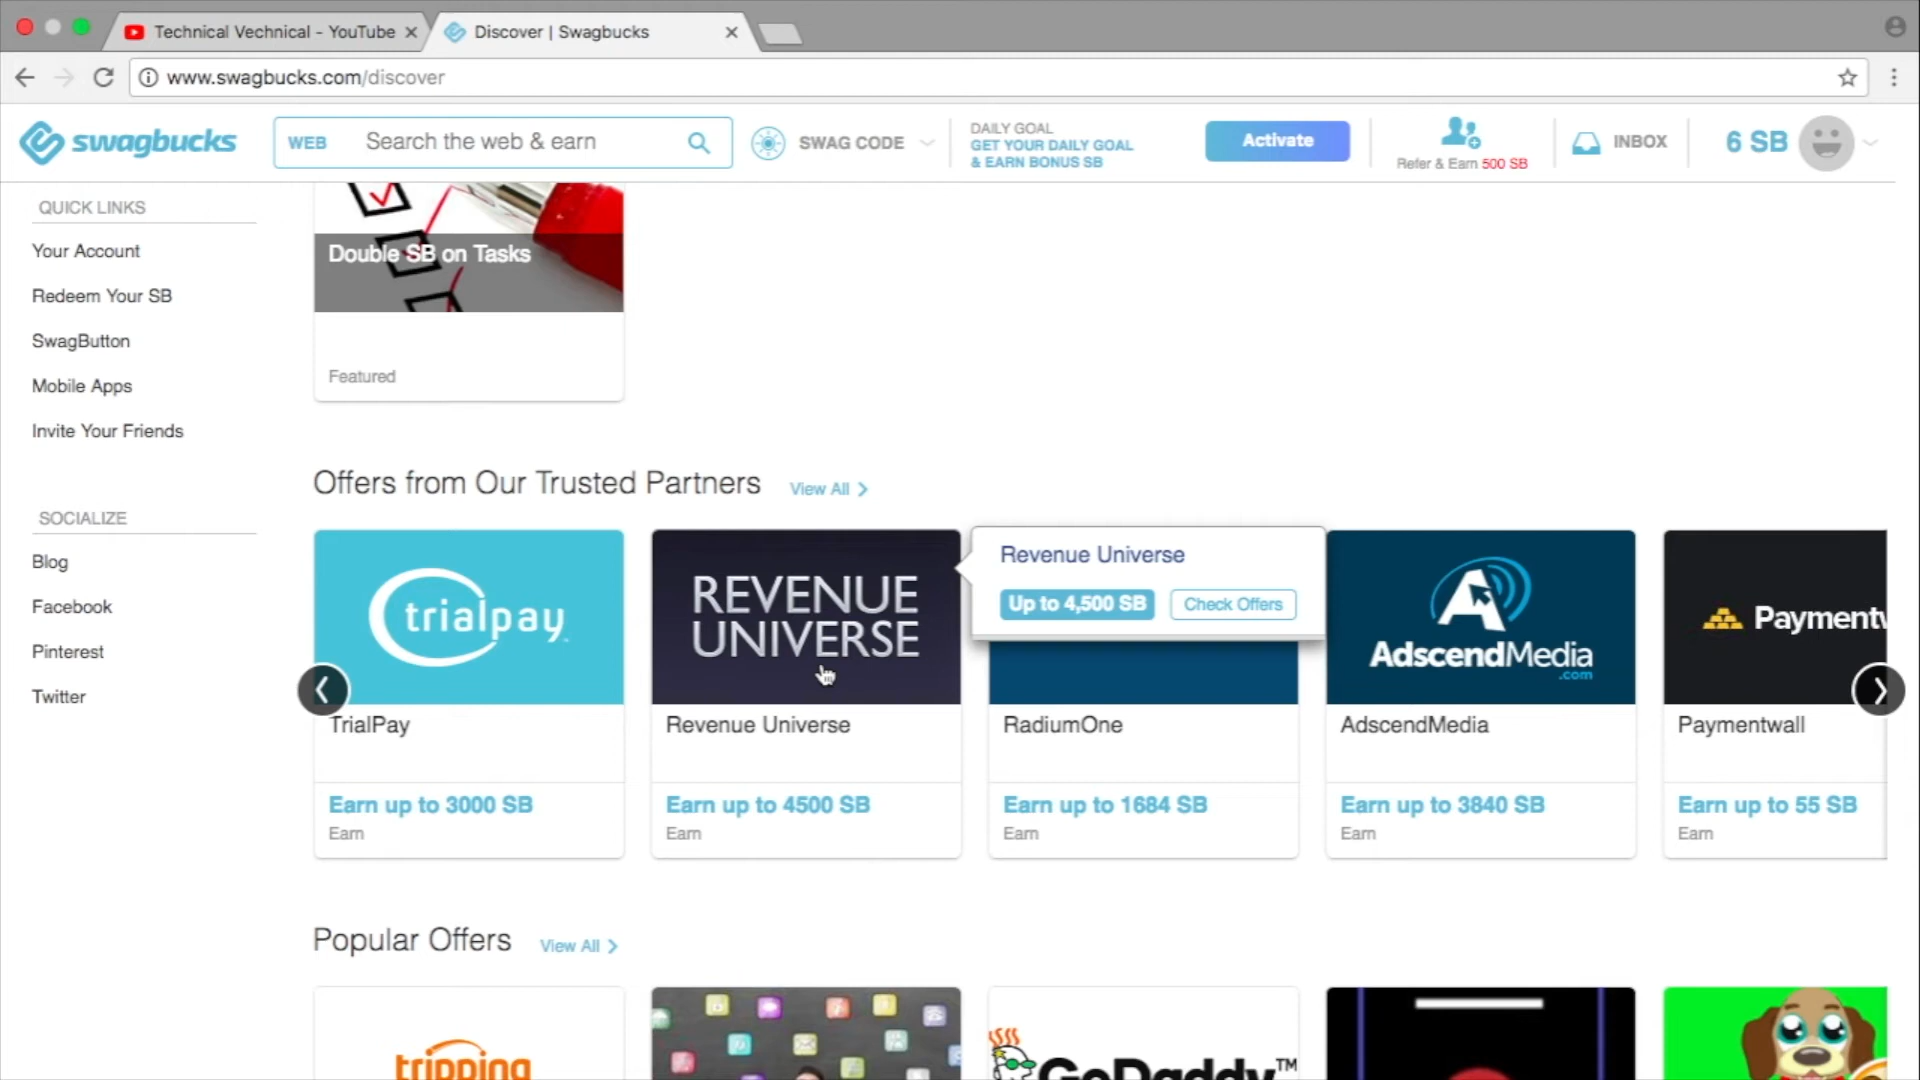 Technical Vechnical - YouTube
Discover | Swagbucks
www.swagbucks.com/discover
swagbucks
WEB
Search the web & earn
SWAG CODE
DAILY GOAL
GET YOUR DAILY GOAL
& EARN BONUS SB
Activate
Refer & Earn 500 SB
INBOX
6 SB
QUICK LINKS
Your Account
Redeem Your SB
SwagButton
Mobile Apps
Invite Your Friends
SOCIALIZE
Blog
Facebook
Pinterest
Twitter
Double SB on Tasks
Featured
Offers from Our Trusted Partners
View All
trialpay
TrialPay
Earn up to 3000 SB
Earn
REVENUE
UNIVERSE
Revenue Universe
Earn up to 4500 SB
Earn
Revenue Universe
Up to 4,500 SB
Check Offers
RadiumOne
Earn up to 1684 SB
Earn
AdscendMedia
.com
AdscendMedia
Earn up to 3840 SB
Earn
Paymentw
Paymentwall
Earn up to 55 SB
Earn
Popular Offers
View All
tripping
GoDaddy™